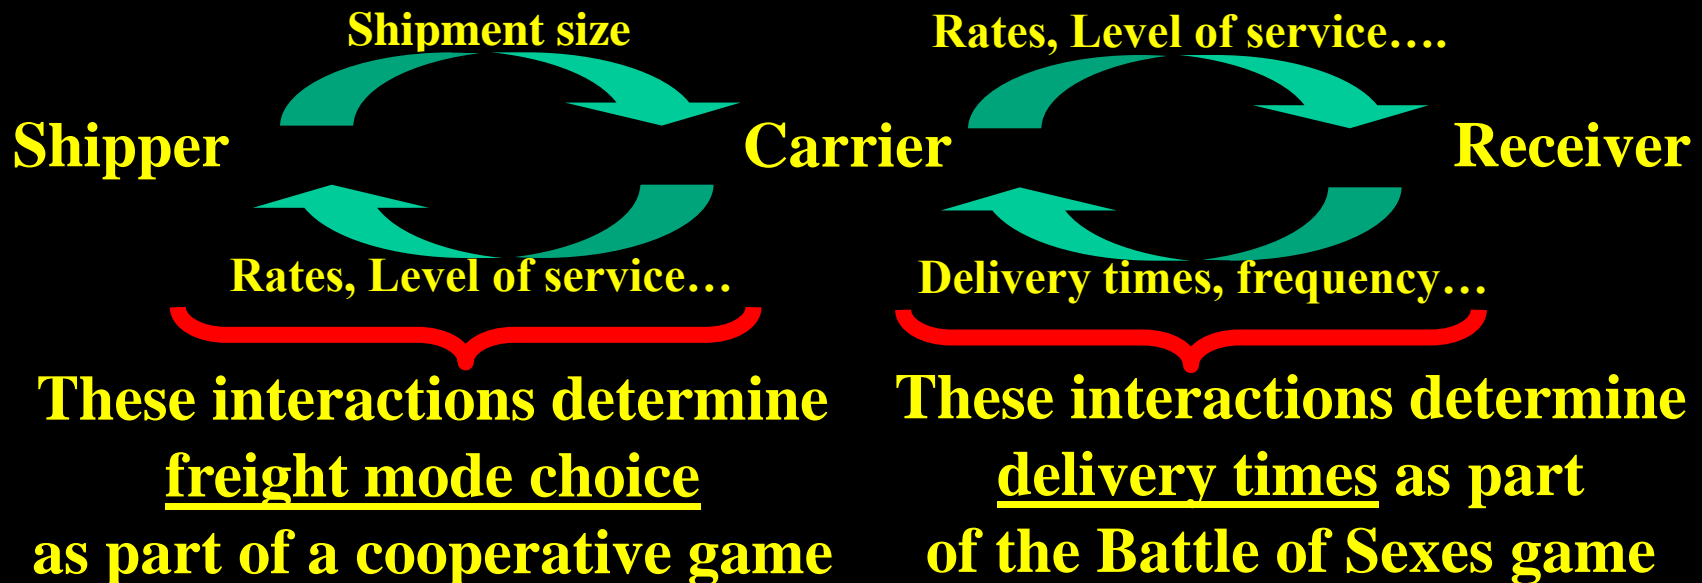 Shipment size
Rates, Level of service….
Shipper
Carrier
Receiver
Rates, Level of service…
Delivery times, frequency…
These interactions determine
freight mode choice
as part of a cooperative game
These interactions determine
delivery times as part
of the Battle of Sexes game